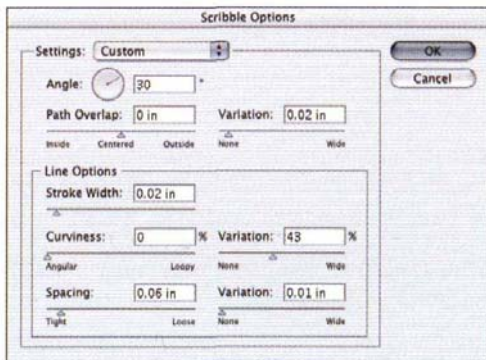 Scribble Options
Settings: Custom
OK
Cancel
Angle: 30 °
Path Overlap: 0 in Variation: 0.02 in
Inside Centered Outside None Wide
Line Options
Stroke Width: 0.02 in
Curviness: 0 % Variation: 43 %
Angular Loopy None Wide
Spacing: 0.06 in Variation: 0.01 in
Tight Loose None Wide